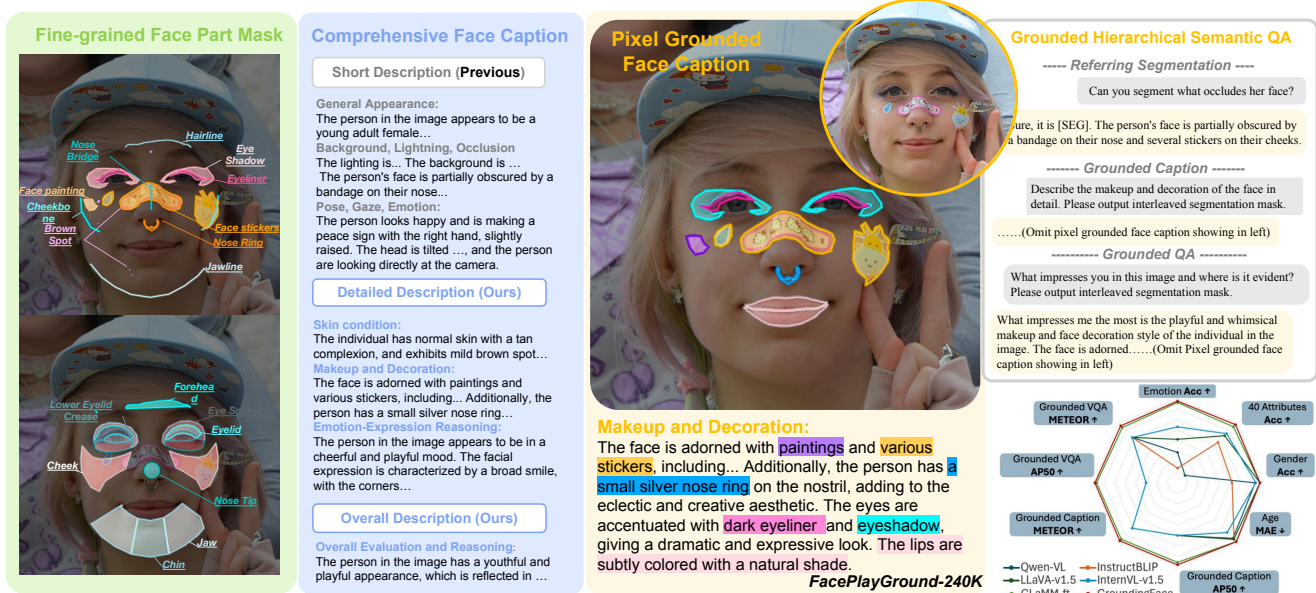 Fine-grained Face Part Mask
Hairline
Nose
Bridge
Eye
Shadow
Eyeliner
Face painting
Cheekbo
ne
Brown
Spot
Face stickers
Nose Ring
Jawline
Forehea
d
Lower Eyelid
Crease
Eye Socket
Eyelid
Cheek
Nose Tip
Jaw
Chin
Comprehensive Face Caption
Short Description (Previous)
General Appearance:
The person in the image appears to be a
young adult female…
Background, Lightning, Occlusion
The lighting is... The background is …
The person's face is partially obscured by a
bandage on their nose...
Pose, Gaze, Emotion:
The person looks happy and is making a
peace sign with the right hand, slightly
raised. The head is tilted …, and the person
are looking directly at the camera.
Detailed Description (Ours)
Skin condition:
The individual has normal skin with a tan
complexion, and exhibits mild brown spot…
Makeup and Decoration:
The face is adorned with paintings and
various stickers, including... Additionally, the
person has a small silver nose ring…
Emotion-Expression Reasoning:
The person in the image appears to be in a
cheerful and playful mood. The facial
expression is characterized by a broad smile,
with the corners…
Overall Description (Ours)
Overall Evaluation and Reasoning:
The person in the image has a youthful and
playful appearance, which is reflected in …
Pixel Grounded
Face Caption
Makeup and Decoration:
The face is adorned with paintings and various
stickers, including... Additionally, the person has a
small silver nose ring on the nostril, adding to the
eclectic and creative aesthetic. The eyes are
accentuated with dark eyeliner and eyeshadow,
giving a dramatic and expressive look. The lips are
subtly colored with a natural shade.
FacePlayGround-240K
Grounded Hierarchical Semantic QA
----- Referring Segmentation ----
Can you segment what occludes her face?
ure, it is [SEG]. The person's face is partially obscured by
a bandage on their nose and several stickers on their cheeks.
------- Grounded Caption -------
Describe the makeup and decoration of the face in
detail. Please output interleaved segmentation mask.
……(Omit pixel grounded face caption showing in left)
---------- Grounded QA ----------
What impresses you in this image and where is it evident?
Please output interleaved segmentation mask.
What impresses me the most is the playful and whimsical
makeup and face decoration style of the individual in the
image. The face is adorned……(Omit Pixel grounded face
caption showing in left)
Emotion Acc ↑
Grounded VQA
METEOR ↑
40 Attributes
Acc ↑
Grounded VQA
AP50 ↑
Gender
Acc ↑
Grounded Caption
METEOR ↑
Age
MAE ↓
Grounded Caption
AP50 ↑
Qwen-VL
InstructBLIP
LLaVA-v1.5
InternVL-v1.5
GLaMM-ft
GroundingFace